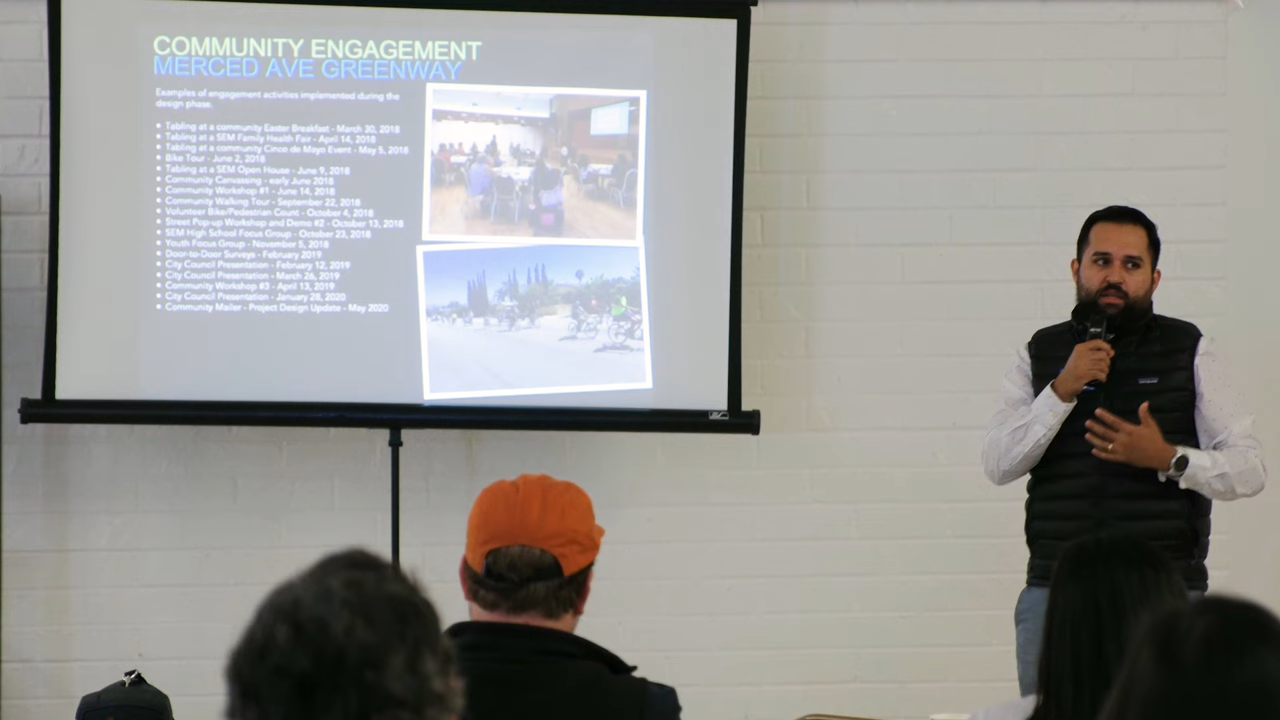 COMMUNITY ENGAGEMENT
MERCED AVE GREENWAY
Examples of engagement activities implemented during the
design phase.
• Tabling at a community Easter Breakfast - March 30, 2018
• Tabling at a SEM Family Health Fair - April 14, 2018
• Tabling at a community Cinco de Mayo Event - May 5, 2018
• Bike Tour - June 2, 2018
• Tabling at a SEM Open House - June 9, 2018
• Community Canvassing - early June 2018
• Community Workshop #1 - June 14, 2018
• Community Walking Tour - September 22, 2018
• Volunteer Bike/Pedestrian Count - October 4, 2018
• Street Pop-up Workshop and Demo #2 - October 13, 2018
• SEM High School Focus Group - October 23, 2018
• Youth Focus Group - November 5, 2018
• Door-to-Door Surveys - February 2019
• City Council Presentation - February 12, 2019
• City Council Presentation - March 26, 2019
• Community Workshop #3 - April 13, 2019
• City Council Presentation - January 28, 2020
• Community Mailer - Project Design Update - May 2020